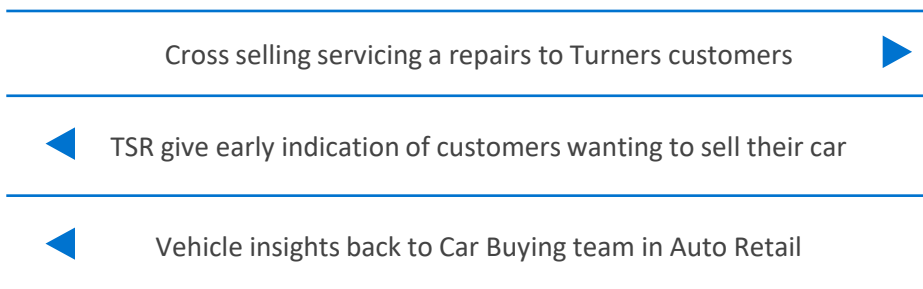 Cross selling servicing a repairs to Turners customers
TSR give early indication of customers wanting to sell their car
Vehicle insights back to Car Buying team in Auto Retail